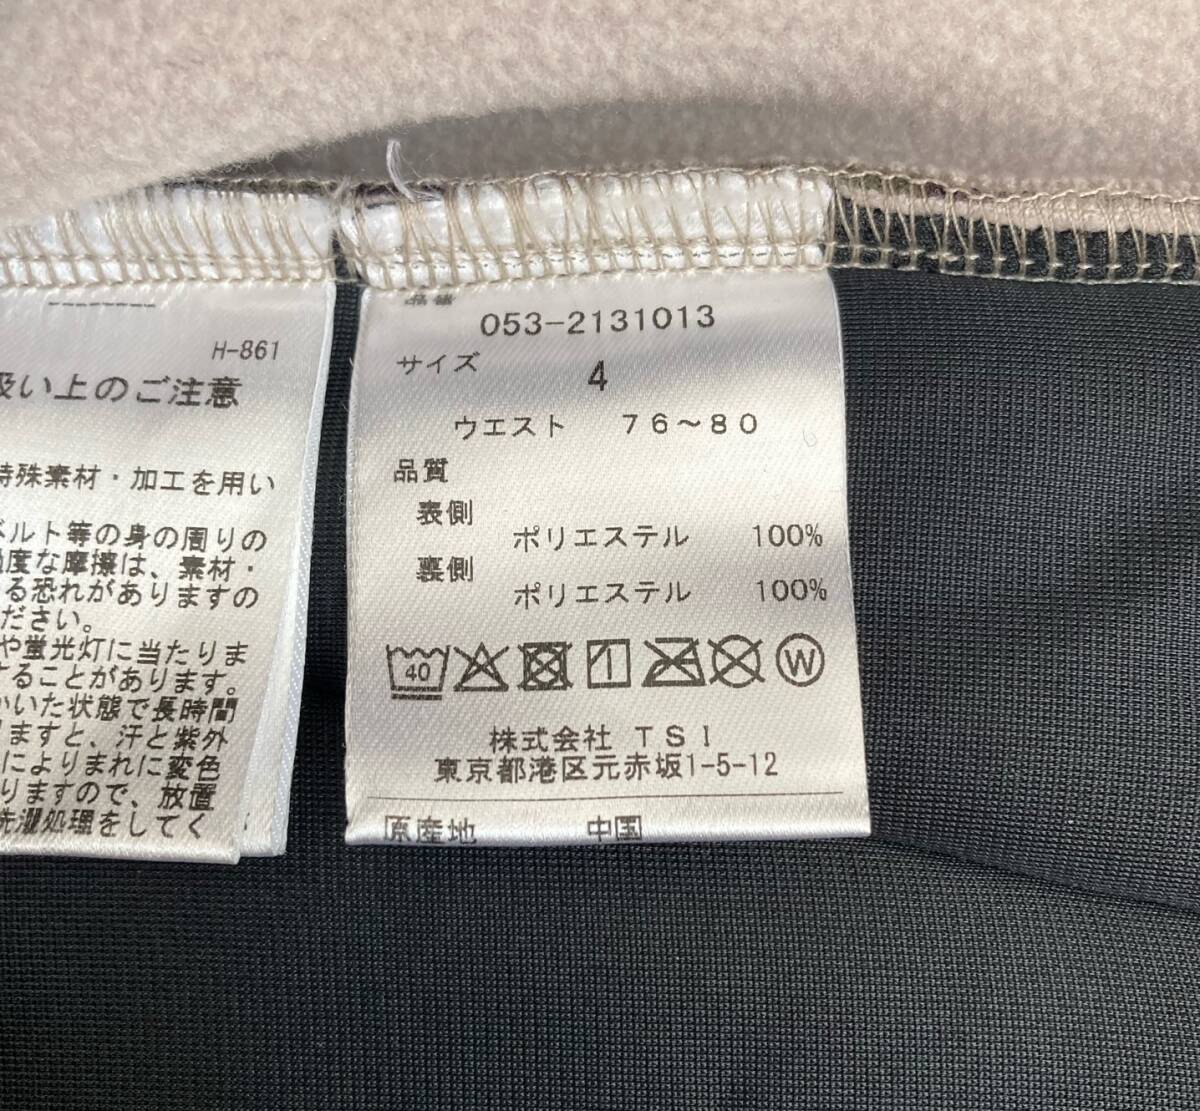 H-861
い上のご注意
特殊素材・加工を用い
ベルト等の身の周りの
度な摩擦は、素材・
る恐れがありますの
ださい。
や蛍光灯に当たりま
することがあります。
いた状態で長時間
ますと、汗と紫外
によりまれに変色
りますので、放置
洗濯処理をしてく
品番
053-2131013
サイズ 4
ウエスト 76～80
品質
表側
ポリエステル 100%
裏側
ポリエステル 100%
40 W
株式会社 TSI
東京都港区元赤坂1-5-12
原産地 中国